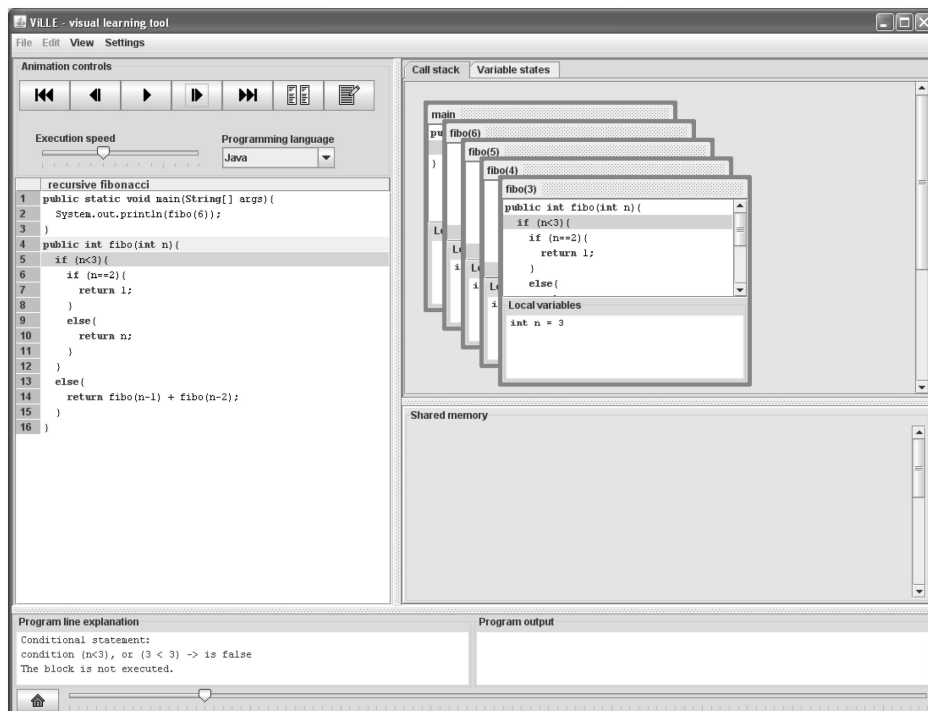 ViLLE - visual learning tool
File Edit View Settings
Animation controls
Execution speed
Programming language
Java
recursive fibonacci
1 public static void main(String[] args){
2 System.out.println(fibo(6));
3 }
4 public int fibo(int n){
5 if (n<3){
6 if (n==2){
7 return 1;
8 }
9 else{
10 return n;
11 }
12 }
13 else{
14 return fibo(n-1) + fibo(n-2);
15 }
16 }
Call stack Variable states
main
pu
}
Lo
fibo(6)
Lo
i
fibo(5)
Lo
i
fibo(4)
Lo
i
fibo(3)
public int fibo(int n){
if (n<3){
if (n==2){
return 1;
}
else{
Local variables
int n = 3
Shared memory
Program line explanation
Conditional statement:
condition (n<3), or (3 < 3) -> is false
The block is not executed.
Program output